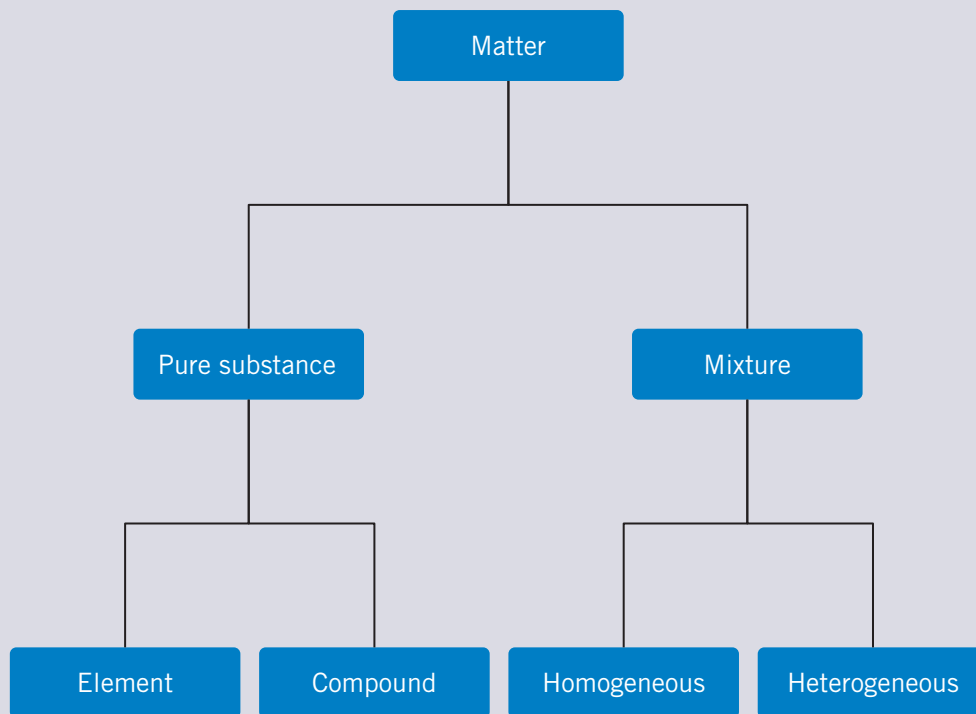 Matter
Pure substance
Mixture
Element
Compound
Homogeneous
Heterogeneous